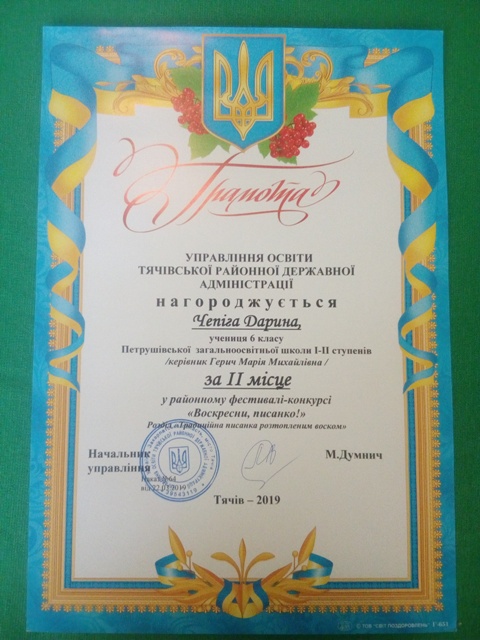 Грамота
УПРАВЛІННЯ ОСВІТИ
ТЯЧІВСЬКОЇ РАЙОННОЇ ДЕРЖАВНОЇ
АДМІНІСТРАЦІЇ
нагороджується
Чепіга Дарина,
учениця 6 класу
Петрушівської загальноосвітньої школи І-ІІ ступенів
/керівник Герич Марія Михайлівна /
за ІІ місце
у районному фестивалі-конкурсі
«Воскресни, писанко!»
Розділ «Традиційна писанка розтопленим воском»
Начальник
управління М.Думнич
Наказ №64
Тячів – 2019